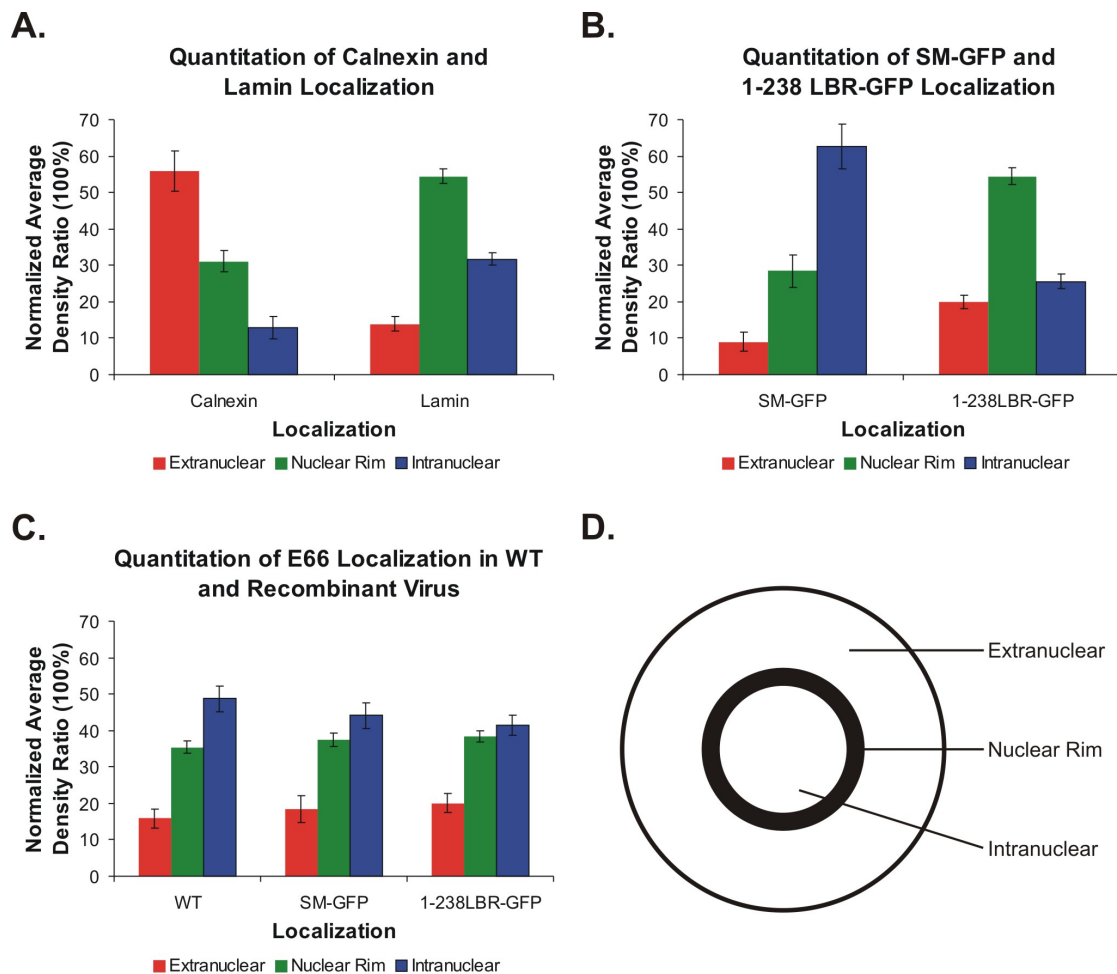 A.
Quantitation of Calnexin and
Lamin Localization
Normalized Average
Density Ratio (100%)
70
60
50
40
30
20
10
0
Calnexin
Lamin
Localization
Extranuclear
Nuclear Rim
Intranuclear
B.
Quantitation of SM-GFP and
1-238 LBR-GFP Localization
Normalized Average
Density Ratio (100%)
70
60
50
40
30
20
10
0
SM-GFP
1-238LBR-GFP
Localization
Extranuclear
Nuclear Rim
Intranuclear
C.
Quantitation of E66 Localization in WT
and Recombinant Virus
Normalized Average
Density Ratio (100%)
70
60
50
40
30
20
10
0
WT
SM-GFP
1-238LBR-GFP
Localization
Extranuclear
Nuclear Rim
Intranuclear
D.
Extranuclear
Nuclear Rim
Intranuclear